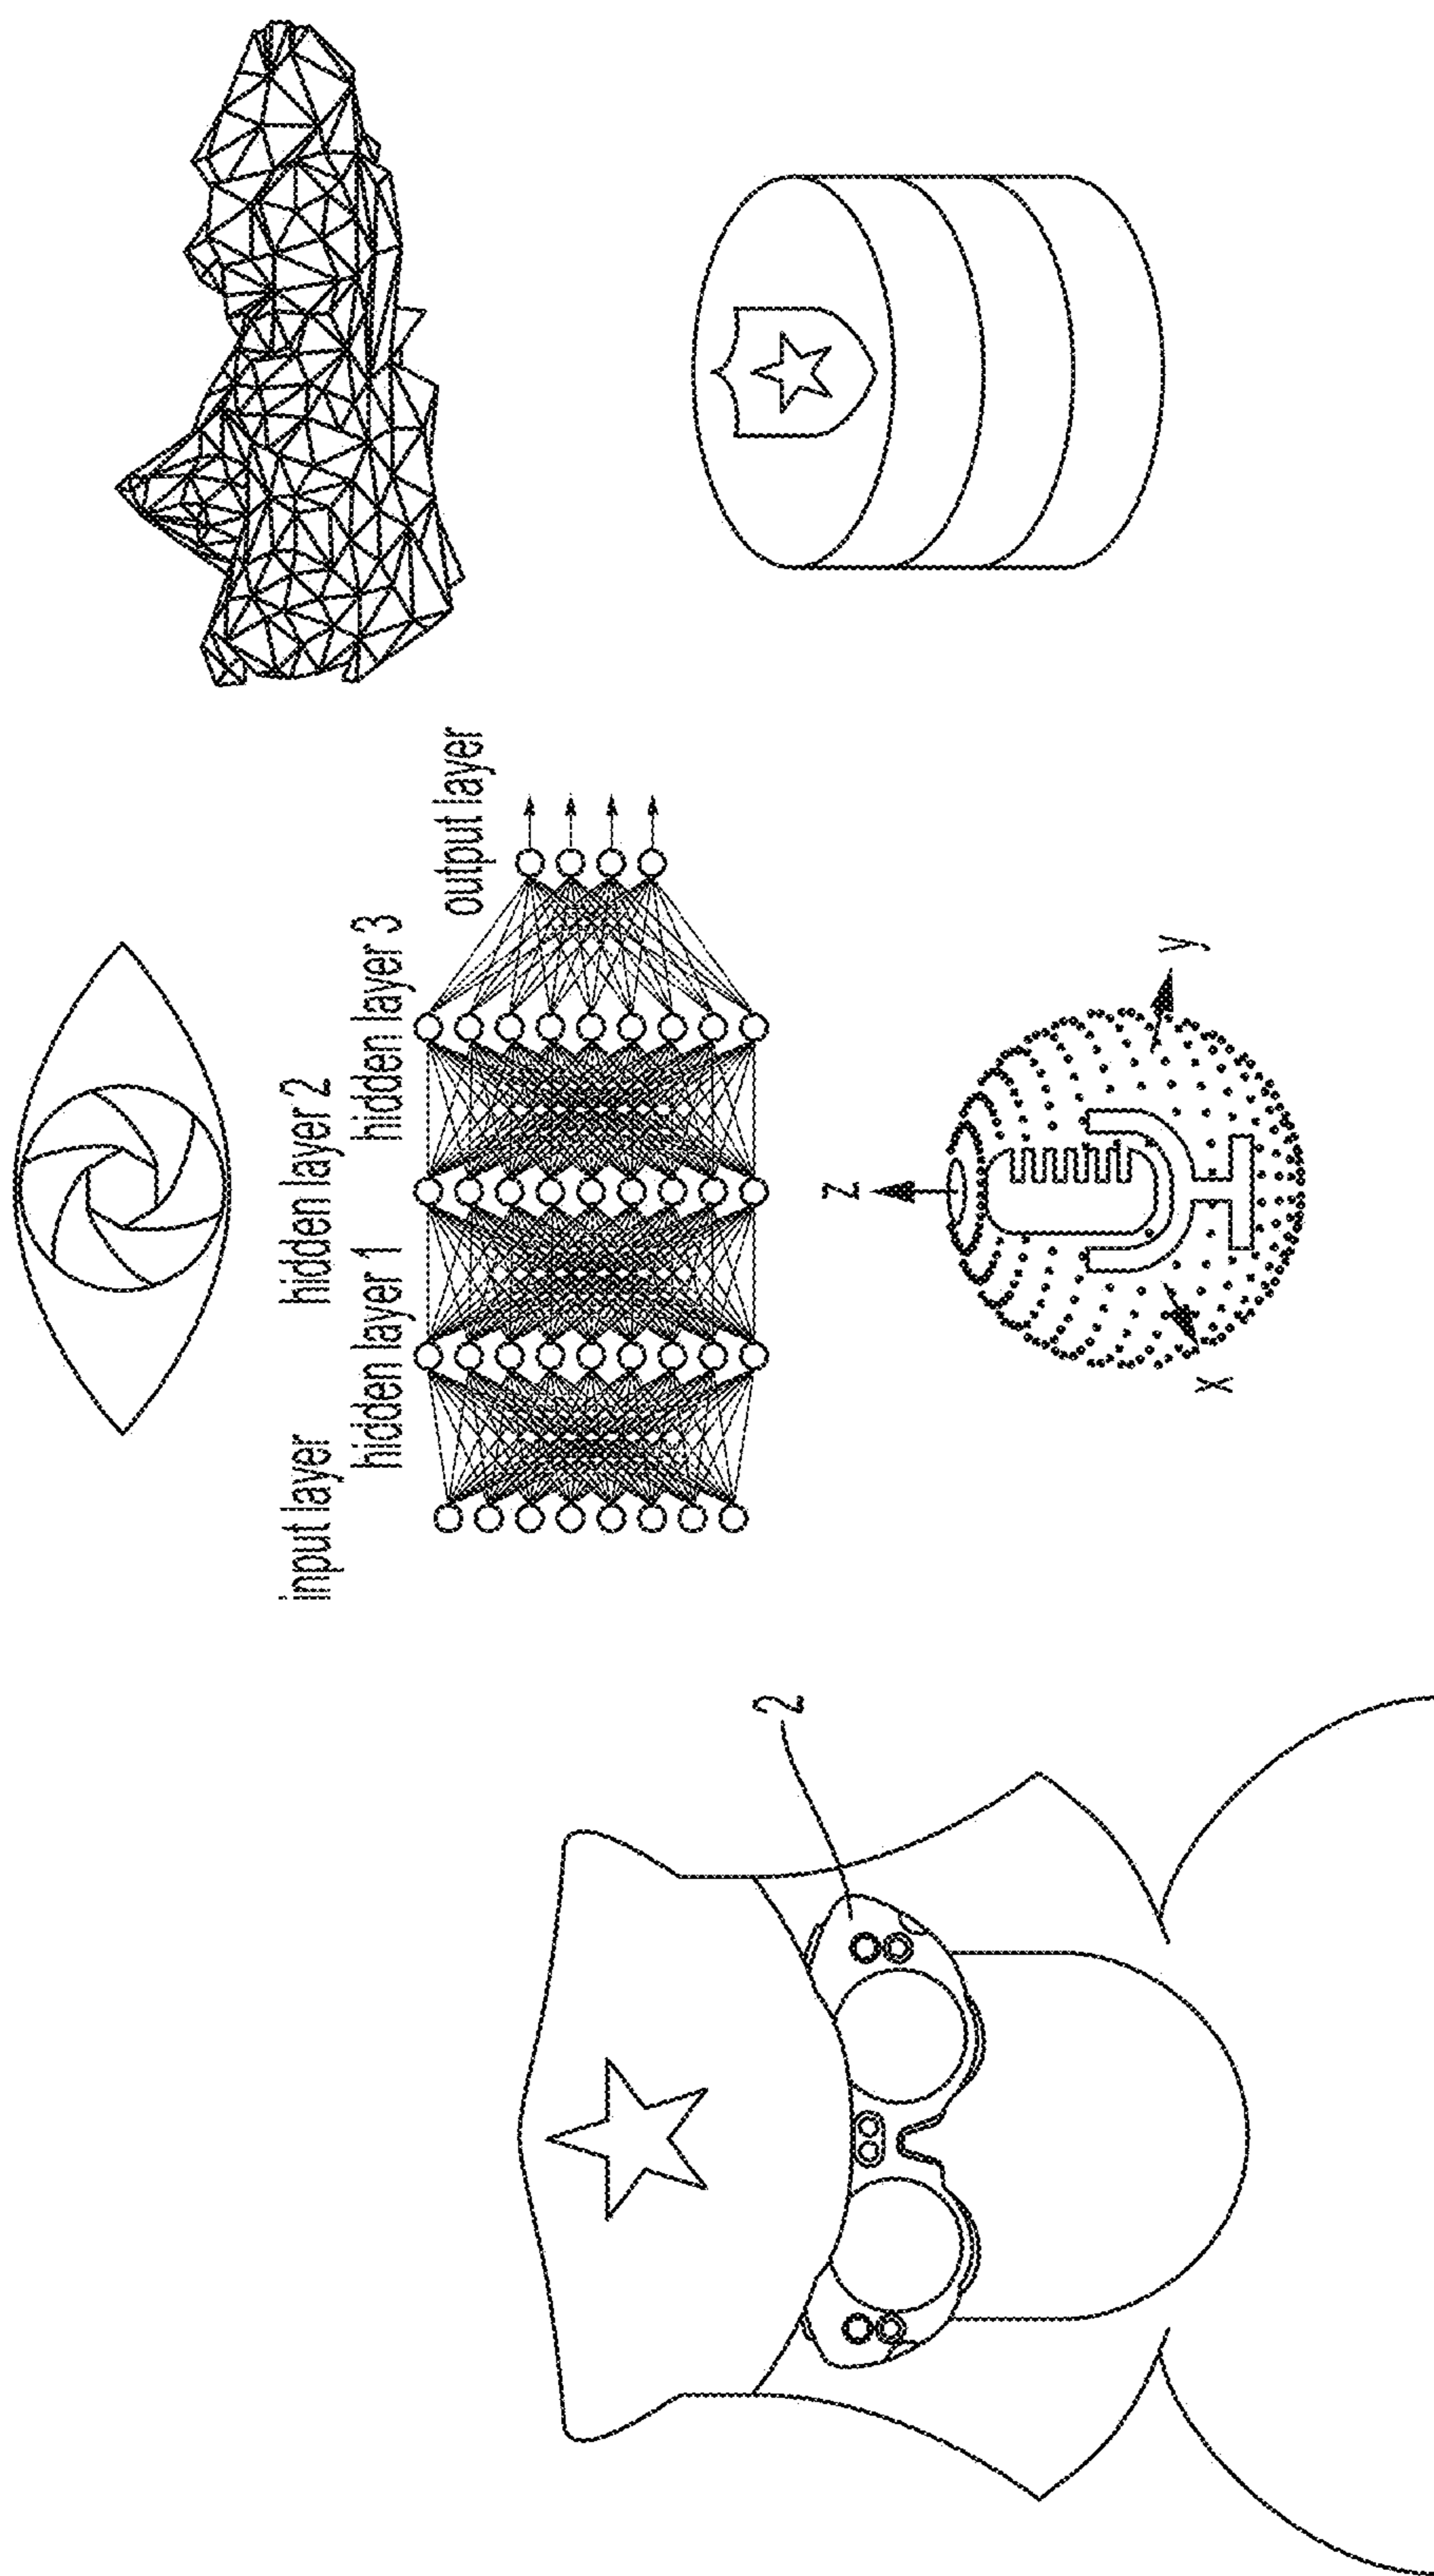 input layer
hidden layer 1
hidden layer 2
hidden layer 3
output layer
2
z
x
y